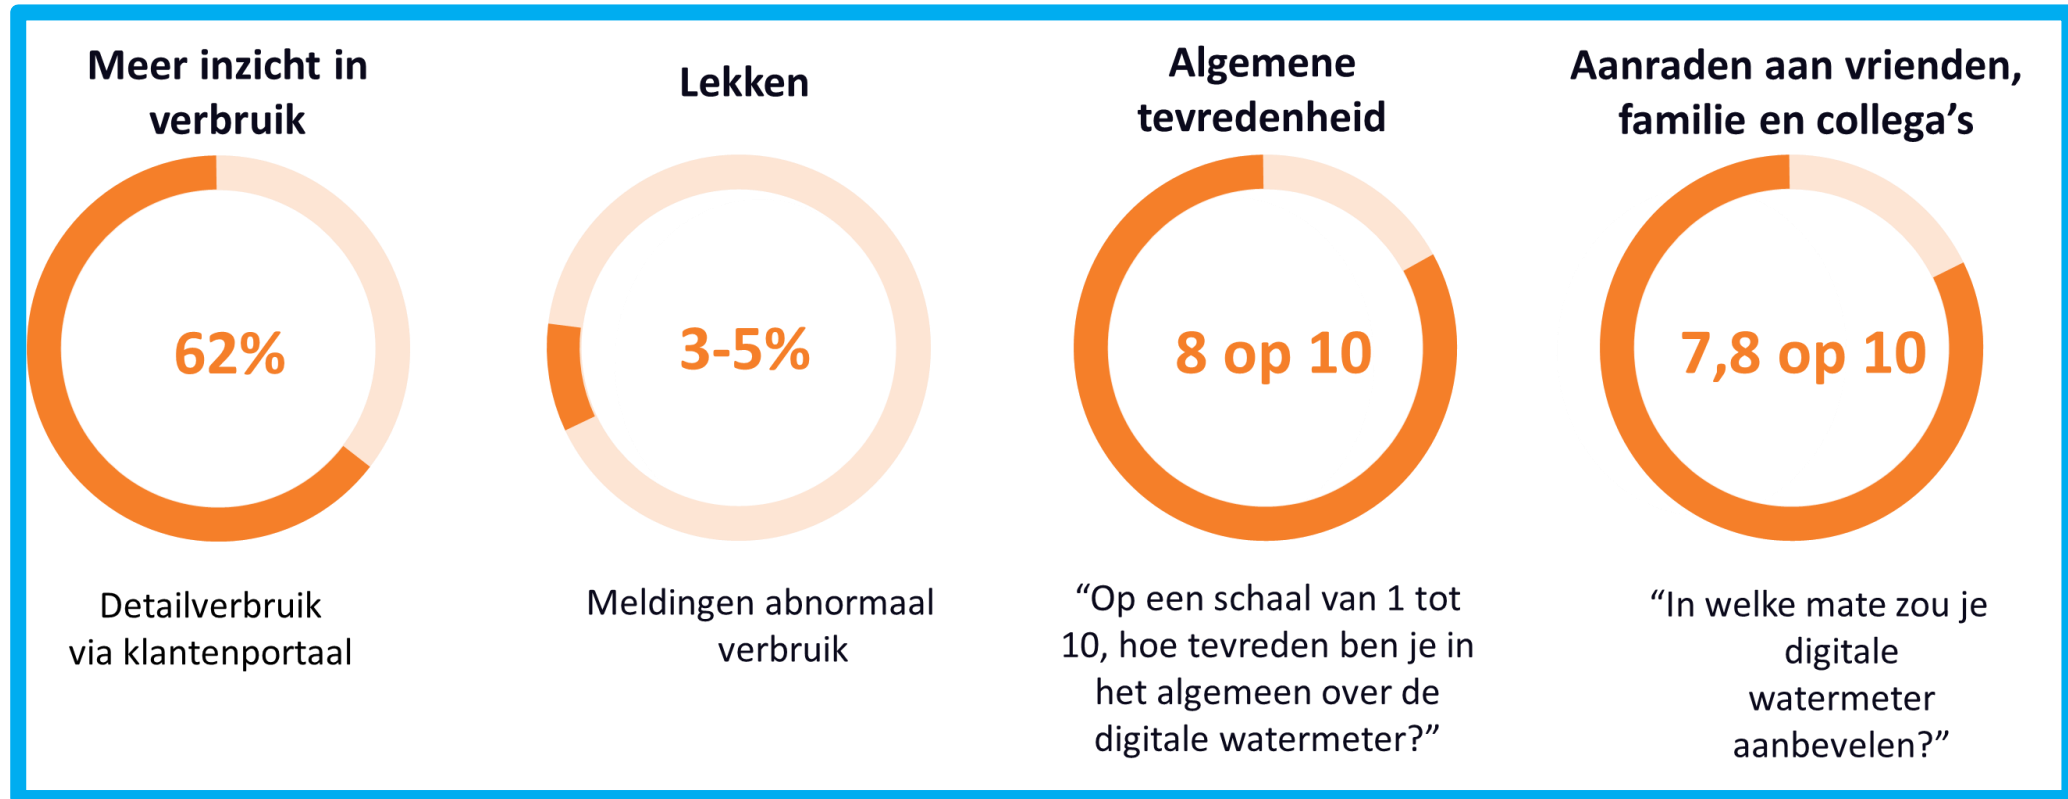 Meer inzicht in
verbruik
62%
Detailverbruik
via klantenportaal
Lekken
3-5%
Meldingen abnormaal
verbruik
Algemene
tevredenheid
8 op 10
“Op een schaal van 1 tot
10, hoe tevreden ben je in
het algemeen over de
digitale watermeter?”
Aanraden aan vrienden,
familie en collega’s
7,8 op 10
“In welke mate zou je
digitale
watermeter
aanbevelen?”